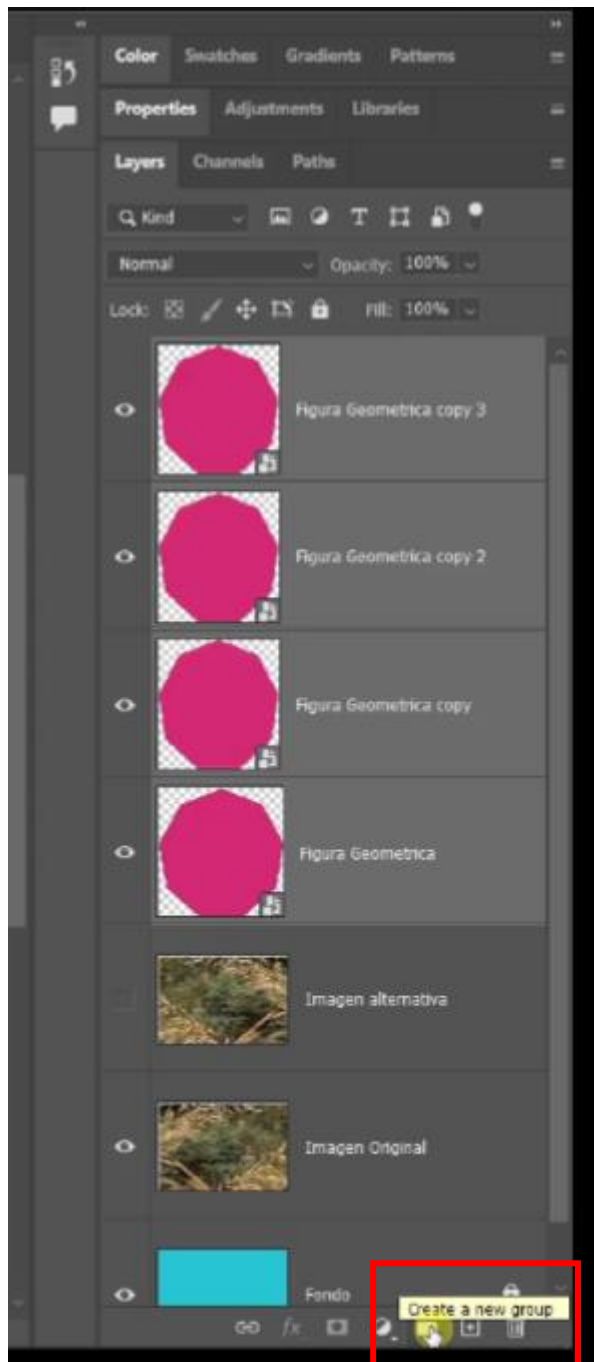 Color Swatches Gradients Patterns
Properties Adjustments Libraries
Layers Channels Paths
Kind
T
Normal Opacity: 100%
Lock: Fill: 100%
Figura Geometrica copy 3
Figura Geometrica copy 2
Figura Geometrica copy
Figura Geometrica
Imagen alternativa
Imagen Original
Fondo
Create a new group
fx